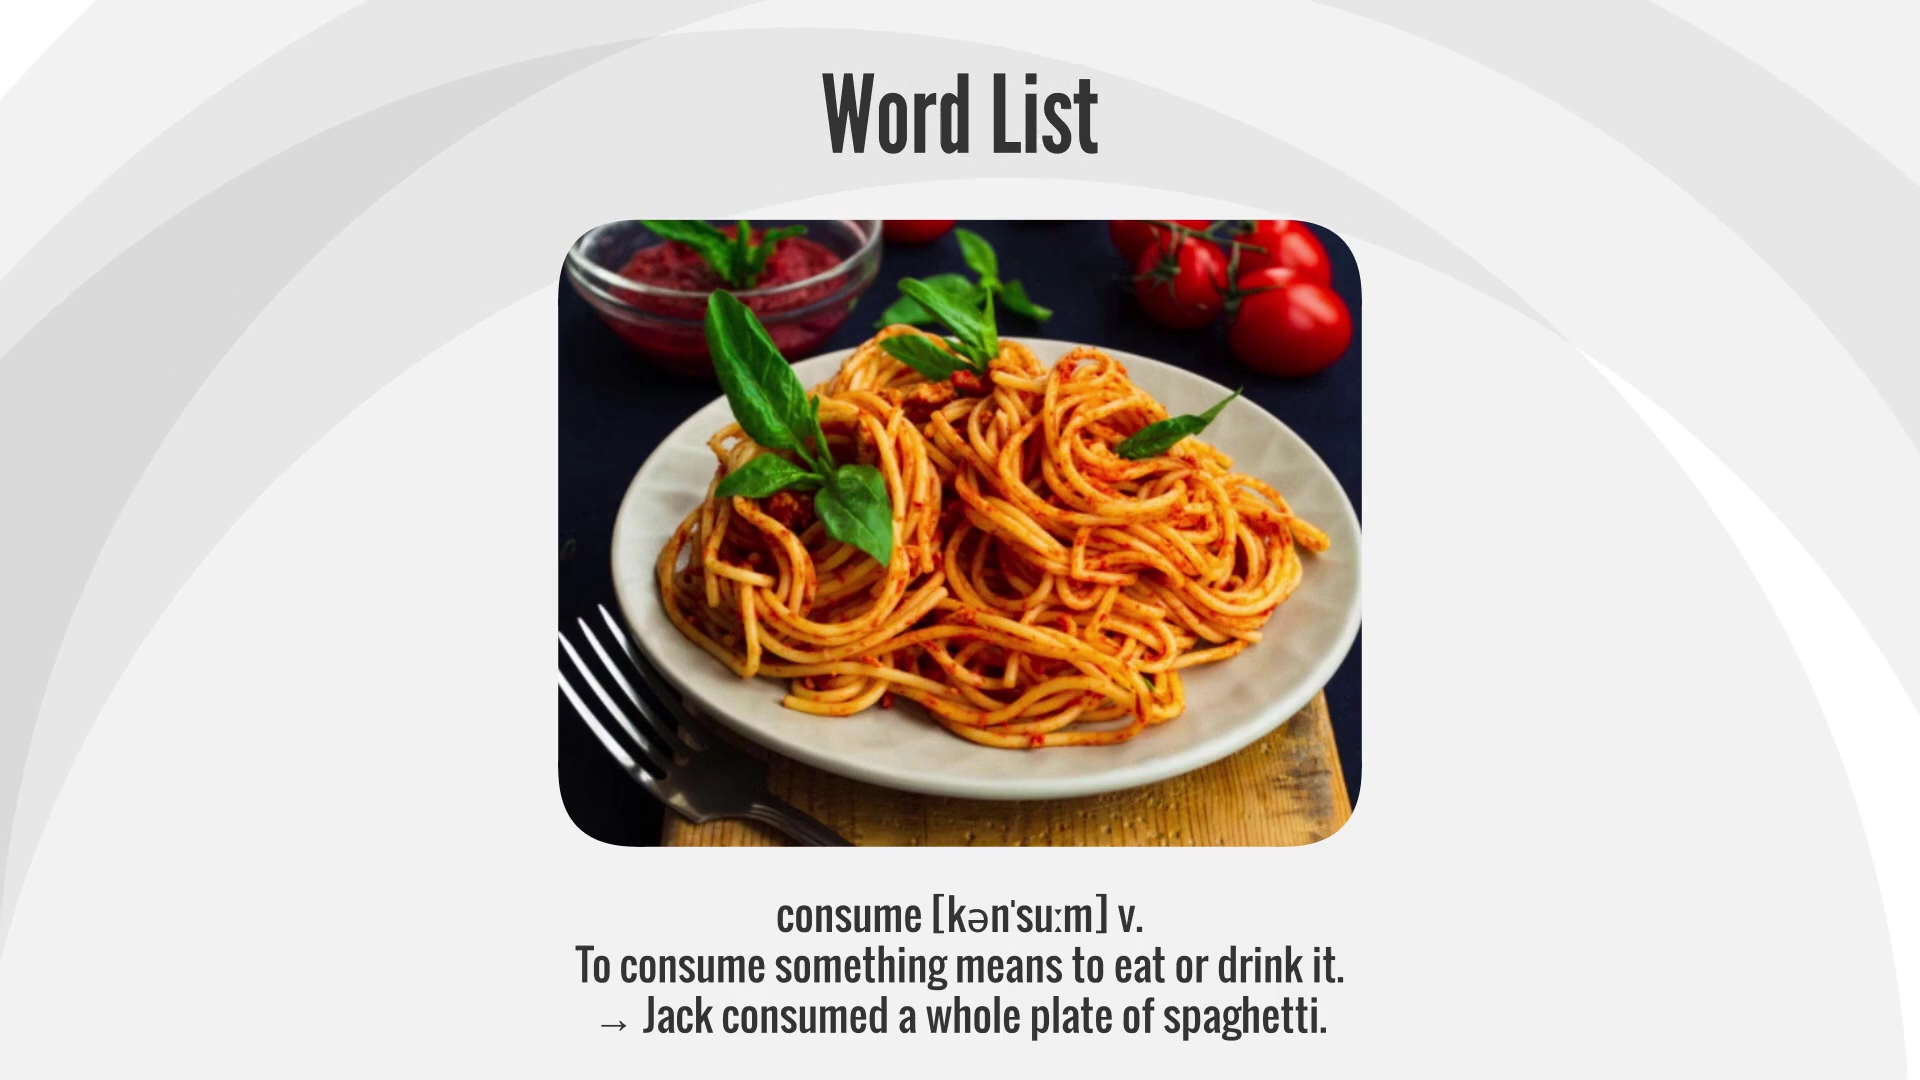 Word List
consume [kən'suːm] v.
To consume something means to eat or drink it.
→ Jack consumed a whole plate of spaghetti.